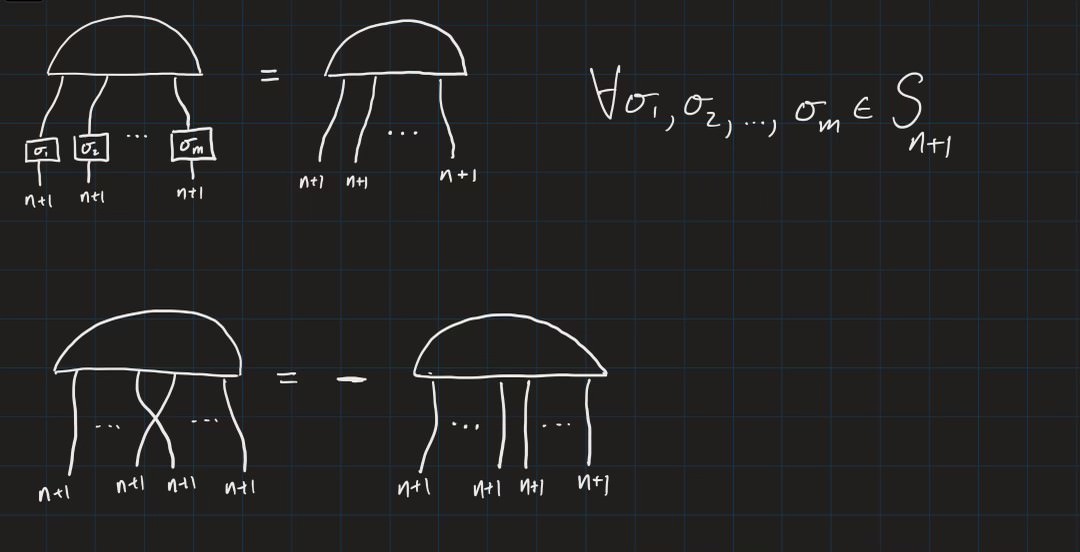 = ∀σ₁, σ₂, ..., σₘ ∈ Sₙ₊₁
σ₁ σ₂ ... σₘ ...
n+1 n+1 n+1 n+1 n+1 n+1
= -
... ... ... ...
n+1 n+1 n+1 n+1 n+1 n+1 n+1 n+1